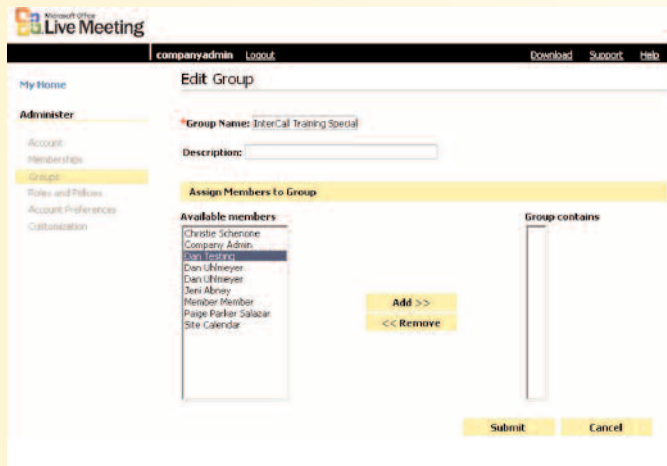 Microsoft Office
Live Meeting
companyadmin Logout Download Support Help
My Home
Edit Group
Administer
*Group Name: InterCall Training Special
Account
Description:
Memberships
Groups
Assign Members to Group
Roles and Policies
Account Preferences
Customization
Available members Group contains
Christie Schenone
Company Admin
Dan Testing
Dan Uhlmeyer
Dan Uhlmeyer
Jeni Abney
Member Member
Paige Parker Salazar
Site Calendar
Add >>
<< Remove
Submit Cancel